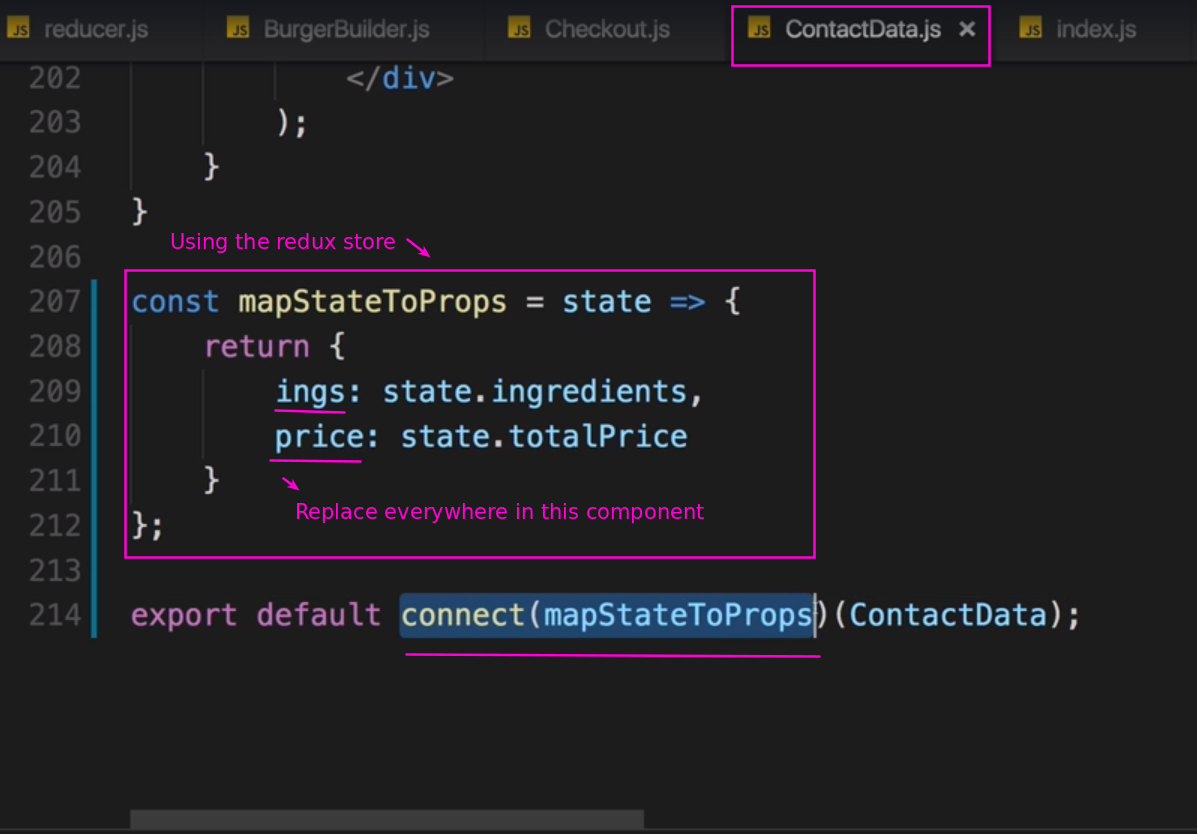 JS reducer.js JS BurgerBuilder.js JS Checkout.js JS ContactData.js × JS index.js
202 </div>
203 );
204 }
205 }
Using the redux store
206
207 const mapStateToProps = state => {
208 return {
209 ings: state.ingredients,
210 price: state.totalPrice
211 }
Replace everywhere in this component
212 };
213
214 export default connect(mapStateToProps)(ContactData);